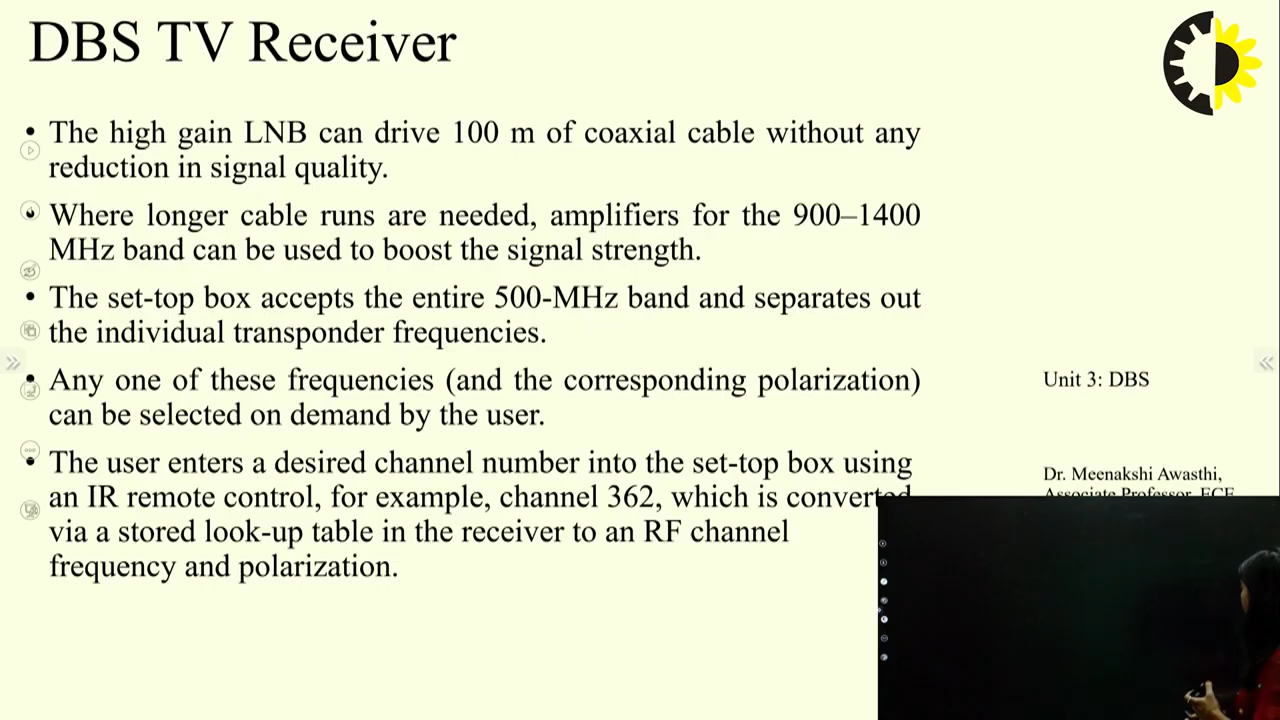 DBS TV Receiver
• The high gain LNB can drive 100 m of coaxial cable without any
reduction in signal quality.
Where longer cable runs are needed, amplifiers for the 900–1400
MHz band can be used to boost the signal strength.
• The set-top box accepts the entire 500-MHz band and separates out
the individual transponder frequencies.
• Any one of these frequencies (and the corresponding polarization)
can be selected on demand by the user.
• The user enters a desired channel number into the set-top box using
an IR remote control, for example, channel 362, which is converted
via a stored look-up table in the receiver to an RF channel
frequency and polarization.
Unit 3: DBS
Dr. Meenakshi Awasthi,
Associate Professor, ECE